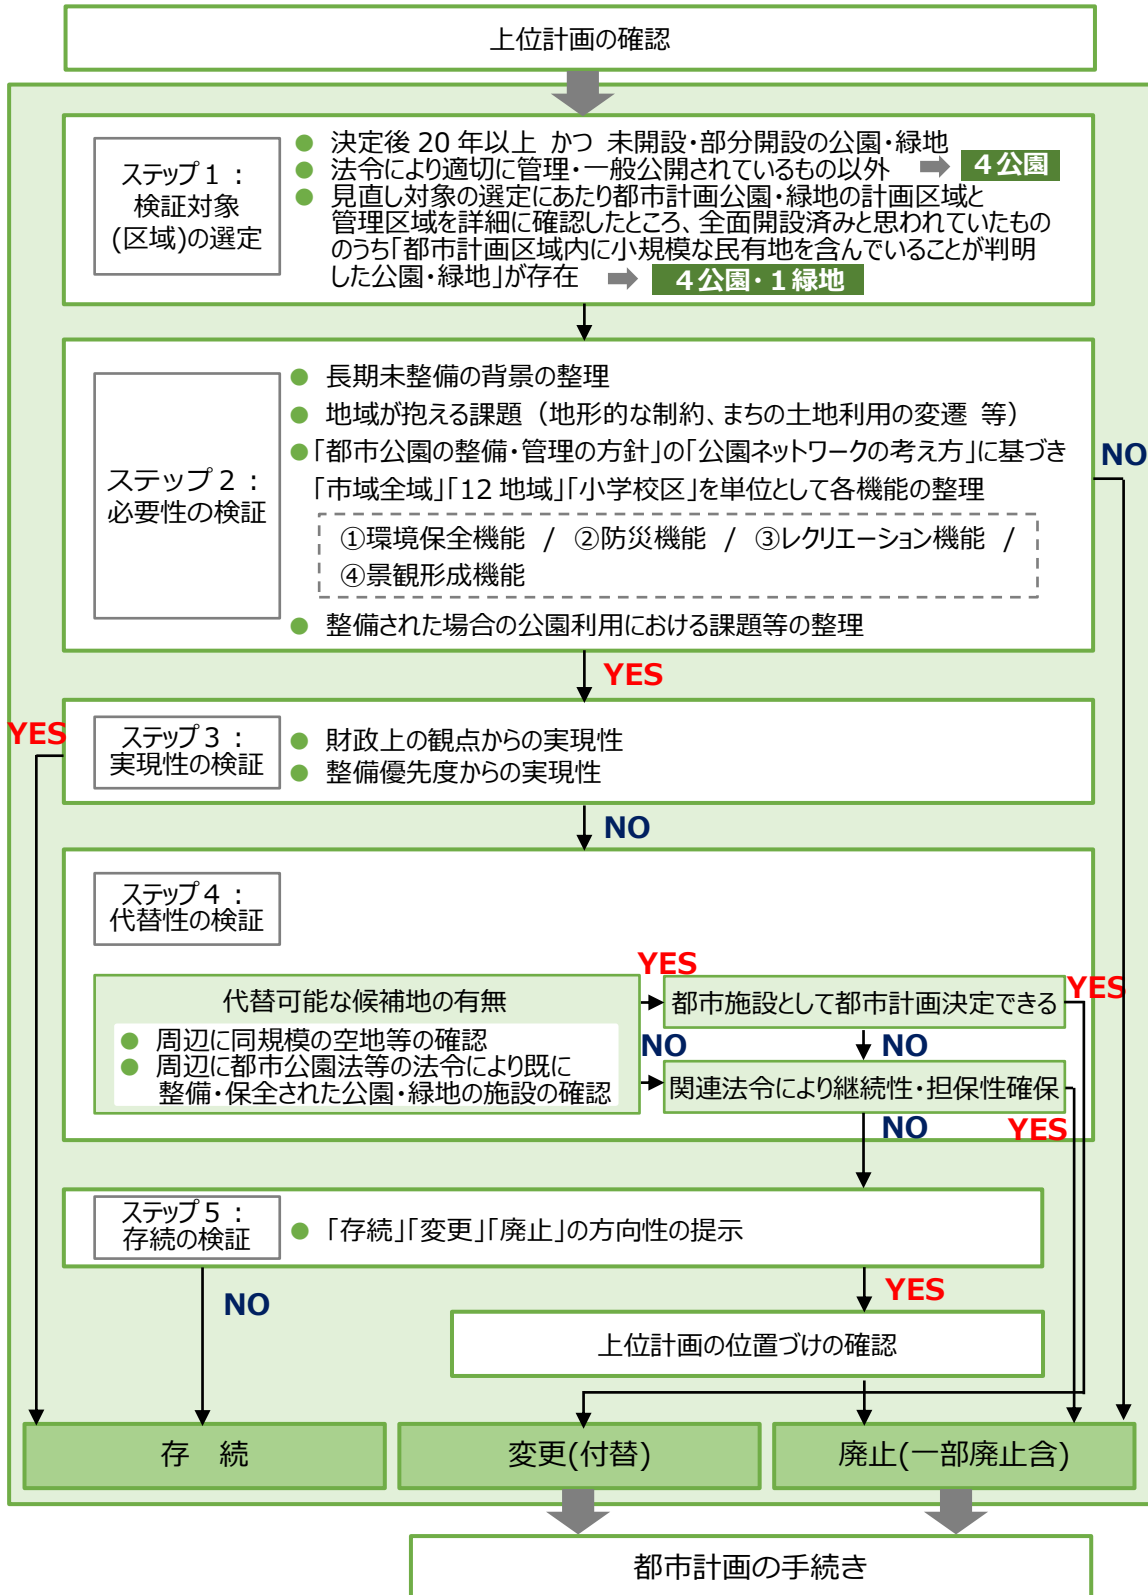 上位計画の確認
ステップ１：
検証対象
(区域)の選定
● 決定後 20 年以上 かつ 未開設・部分開設の公園・緑地
● 法令により適切に管理・一般公開されているもの以外 ➡ ４公園
● 見直し対象の選定にあたり都市計画公園・緑地の計画区域と
管理区域を詳細に確認したところ、全面開設済みと思われていたもの
のうち「都市計画区域内に小規模な民有地を含んでいることが判明
した公園・緑地」が存在 ➡ ４公園・１緑地
ステップ２：
必要性の検証
● 長期未整備の背景の整理
● 地域が抱える課題（地形的な制約、まちの土地利用の変遷 等）
●「都市公園の整備・管理の方針」の「公園ネットワークの考え方」に基づき
「市域全域」「12 地域」「小学校区」を単位として各機能の整理
①環境保全機能 / ②防災機能 / ③レクリエーション機能 /
④景観形成機能
● 整備された場合の公園利用における課題等の整理
NO
YES
ステップ３：
実現性の検証
● 財政上の観点からの実現性
● 整備優先度からの実現性
YES
NO
ステップ４：
代替性の検証
代替可能な候補地の有無
● 周辺に同規模の空地等の確認
● 周辺に都市公園法等の法令により既に
整備・保全された公園・緑地の施設の確認
YES
都市施設として都市計画決定できる
YES
NO
NO
関連法令により継続性・担保性確保
NO
YES
ステップ５：
存続の検証
● 「存続」「変更」「廃止」の方向性の提示
NO
YES
上位計画の位置づけの確認
存　続
変更(付替)
廃止(一部廃止含)
都市計画の手続き